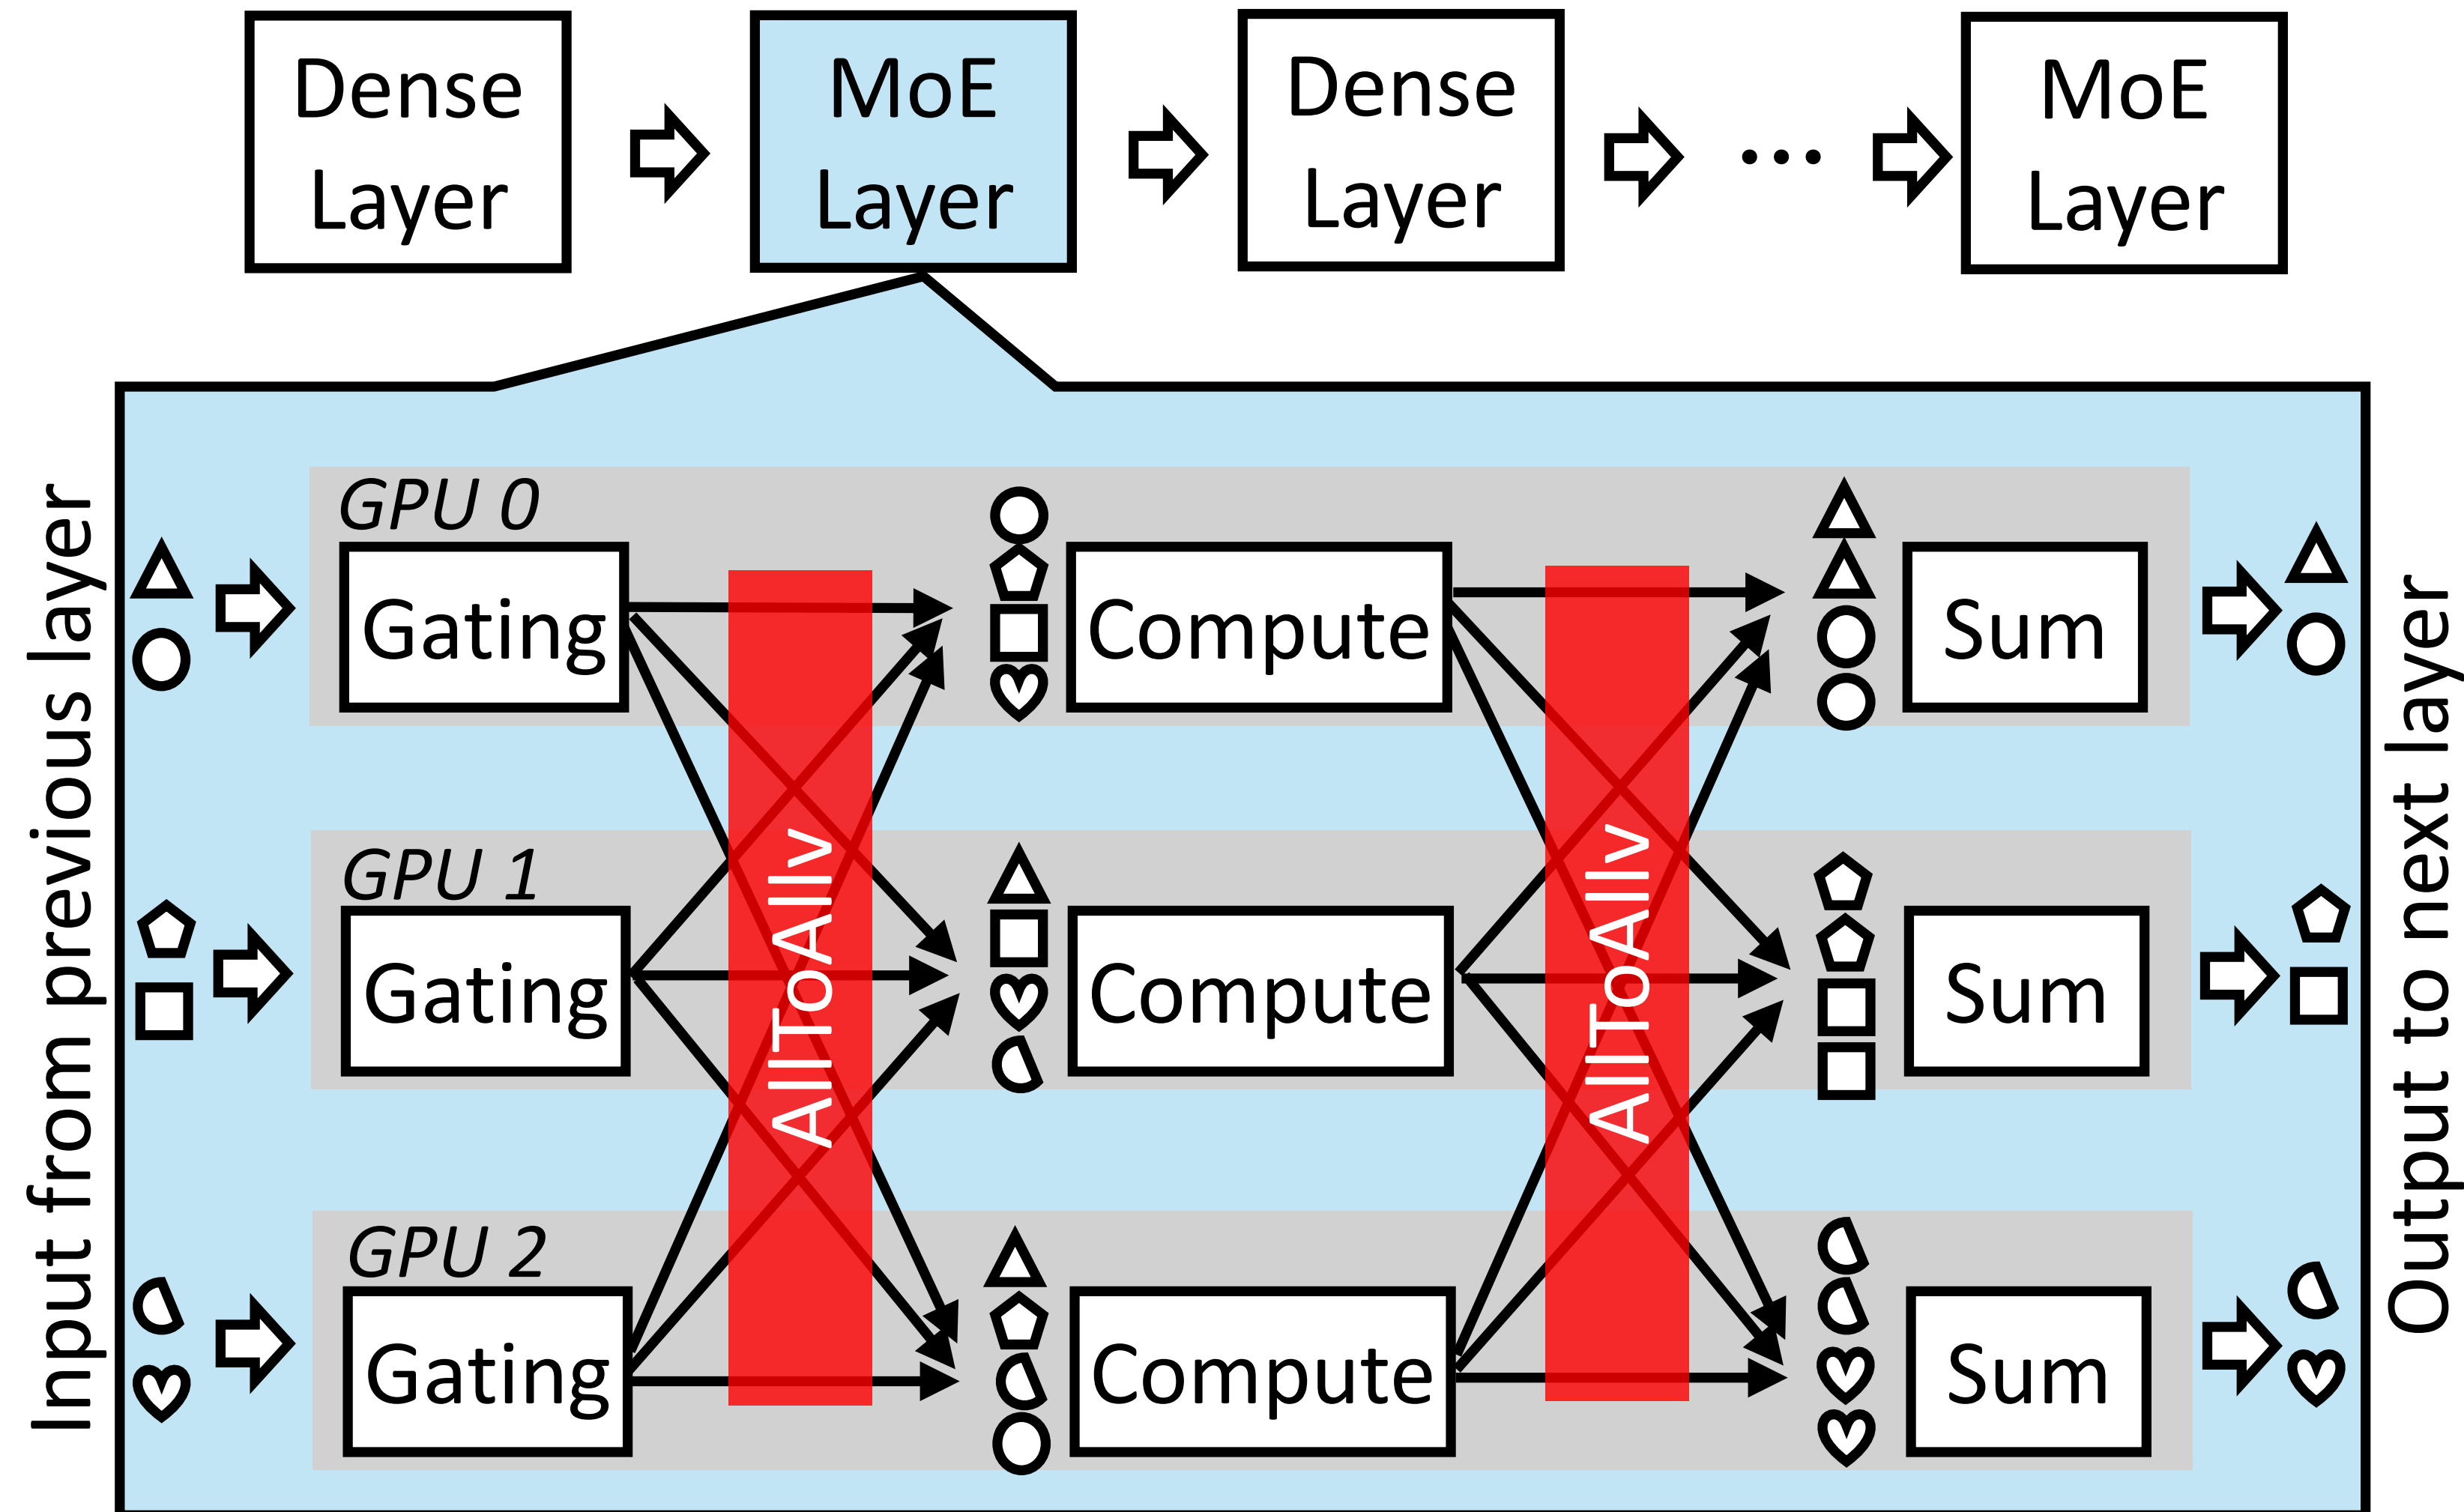 Dense
Layer
MoE
Layer
Dense
Layer
...
MoE
Layer
Input from previous layer
GPU 0
Gating
Compute
Sum
GPU 1
Gating
Compute
Sum
GPU 2
Gating
Compute
Sum
AllToAllv
AllToAllv
Output to next layer